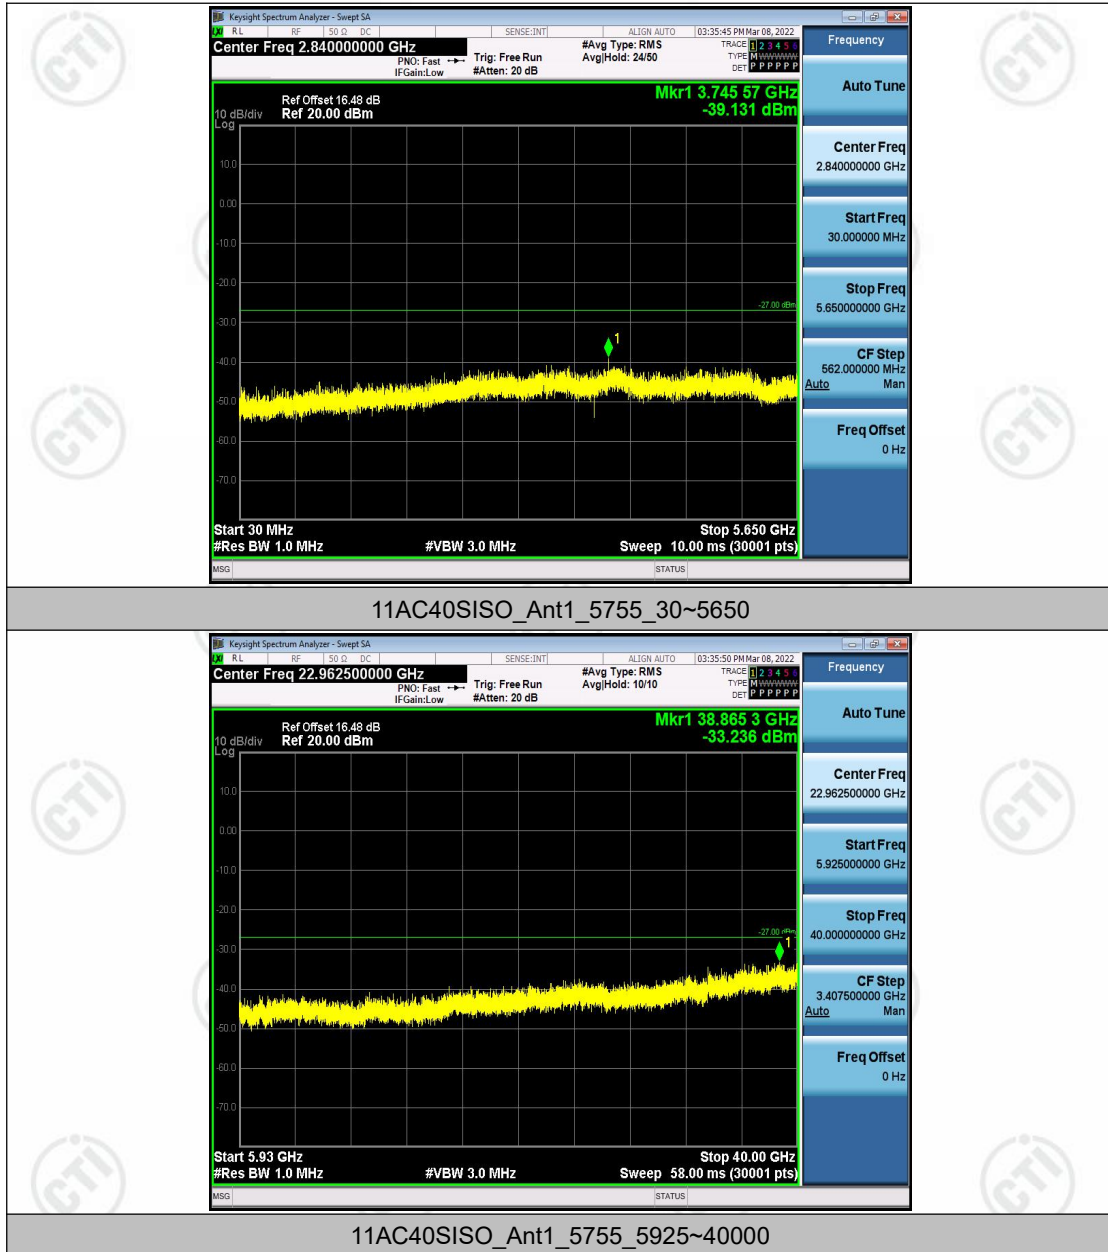 Keysight Spectrum Analyzer - Swept SA
LXI RL RF 50 Ω DC SENSE:INT ALIGN AUTO 03:35:45 PM Mar 08, 2022
Center Freq 2.840000000 GHz
PNO: Fast
IFGain:Low
Trig: Free Run
#Atten: 20 dB
#Avg Type: RMS
Avg|Hold: 24/50
TRACE 1 2 3 4 5 6
TYPE M WWWWW
DET P P P P P P
Mkr1 3.745 57 GHz
-39.131 dBm
Ref Offset 16.48 dB
10 dB/div Ref 20.00 dBm
Log
10.0
0.00
-10.0
-20.0
-27.00 dBm
-30.0
1
-40.0
-50.0
-60.0
-70.0
Start 30 MHz Stop 5.650 GHz
#Res BW 1.0 MHz #VBW 3.0 MHz Sweep 10.00 ms (30001 pts)
MSG STATUS
Frequency
Auto Tune
Center Freq
2.840000000 GHz
Start Freq
30.000000 MHz
Stop Freq
5.650000000 GHz
CF Step
562.000000 MHz
Auto Man
Freq Offset
0 Hz
11AC40SISO_Ant1_5755_30~5650
Keysight Spectrum Analyzer - Swept SA
LXI RL RF 50 Ω DC SENSE:INT ALIGN AUTO 03:35:50 PM Mar 08, 2022
Center Freq 22.962500000 GHz
PNO: Fast
IFGain:Low
Trig: Free Run
#Atten: 20 dB
#Avg Type: RMS
Avg|Hold: 10/10
TRACE 1 2 3 4 5 6
TYPE M WWWWW
DET P P P P P P
Mkr1 38.865 3 GHz
-33.236 dBm
Ref Offset 16.48 dB
10 dB/div Ref 20.00 dBm
Log
10.0
0.00
-10.0
-20.0
-27.00 dBm
-30.0
1
-40.0
-50.0
-60.0
-70.0
Start 5.93 GHz Stop 40.00 GHz
#Res BW 1.0 MHz #VBW 3.0 MHz Sweep 58.00 ms (30001 pts)
MSG STATUS
Frequency
Auto Tune
Center Freq
22.962500000 GHz
Start Freq
5.925000000 GHz
Stop Freq
40.000000000 GHz
CF Step
3.407500000 GHz
Auto Man
Freq Offset
0 Hz
11AC40SISO_Ant1_5755_5925~40000
CTI
CTI
CTI
CTI
CTI
CTI